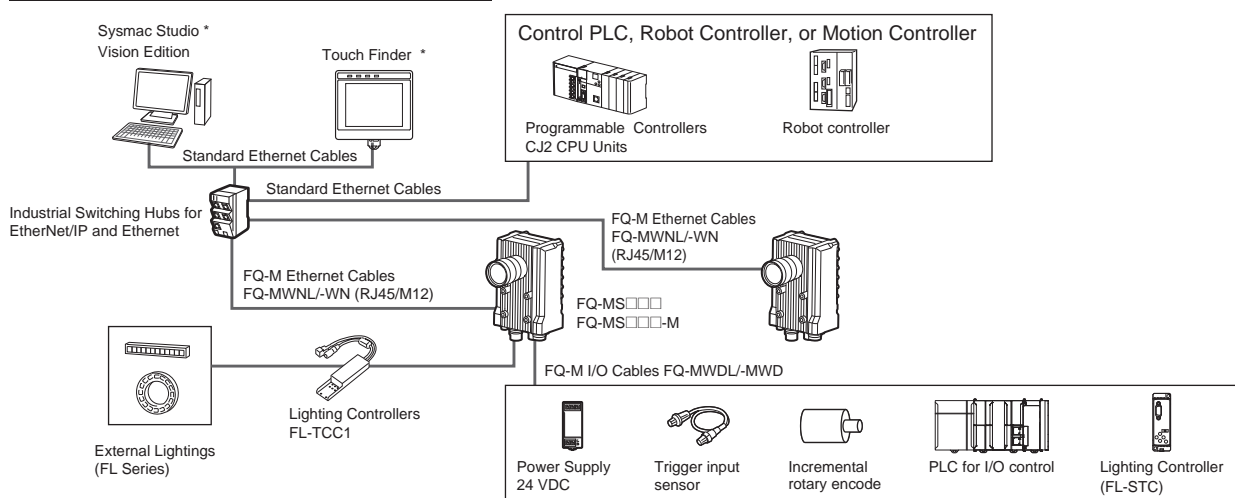 Sysmac Studio *
Vision Edition
Touch Finder *
Control PLC, Robot Controller, or Motion Controller
Programmable Controllers
CJ2 CPU Units
Robot controller
Standard Ethernet Cables
Standard Ethernet Cables
Industrial Switching Hubs for
EtherNet/IP and Ethernet
FQ-M Ethernet Cables
FQ-MWNL/-WN
(RJ45/M12)
FQ-M Ethernet Cables
FQ-MWNL/-WN (RJ45/M12)
FQ-MS□□□
FQ-MS□□□-M
FQ-M I/O Cables FQ-MWDL/-MWD
Lighting Controllers
FL-TCC1
External Lightings
(FL Series)
Power Supply
24 VDC
Trigger input
sensor
Incremental
rotary encode
PLC for I/O control
Lighting Controller
(FL-STC)